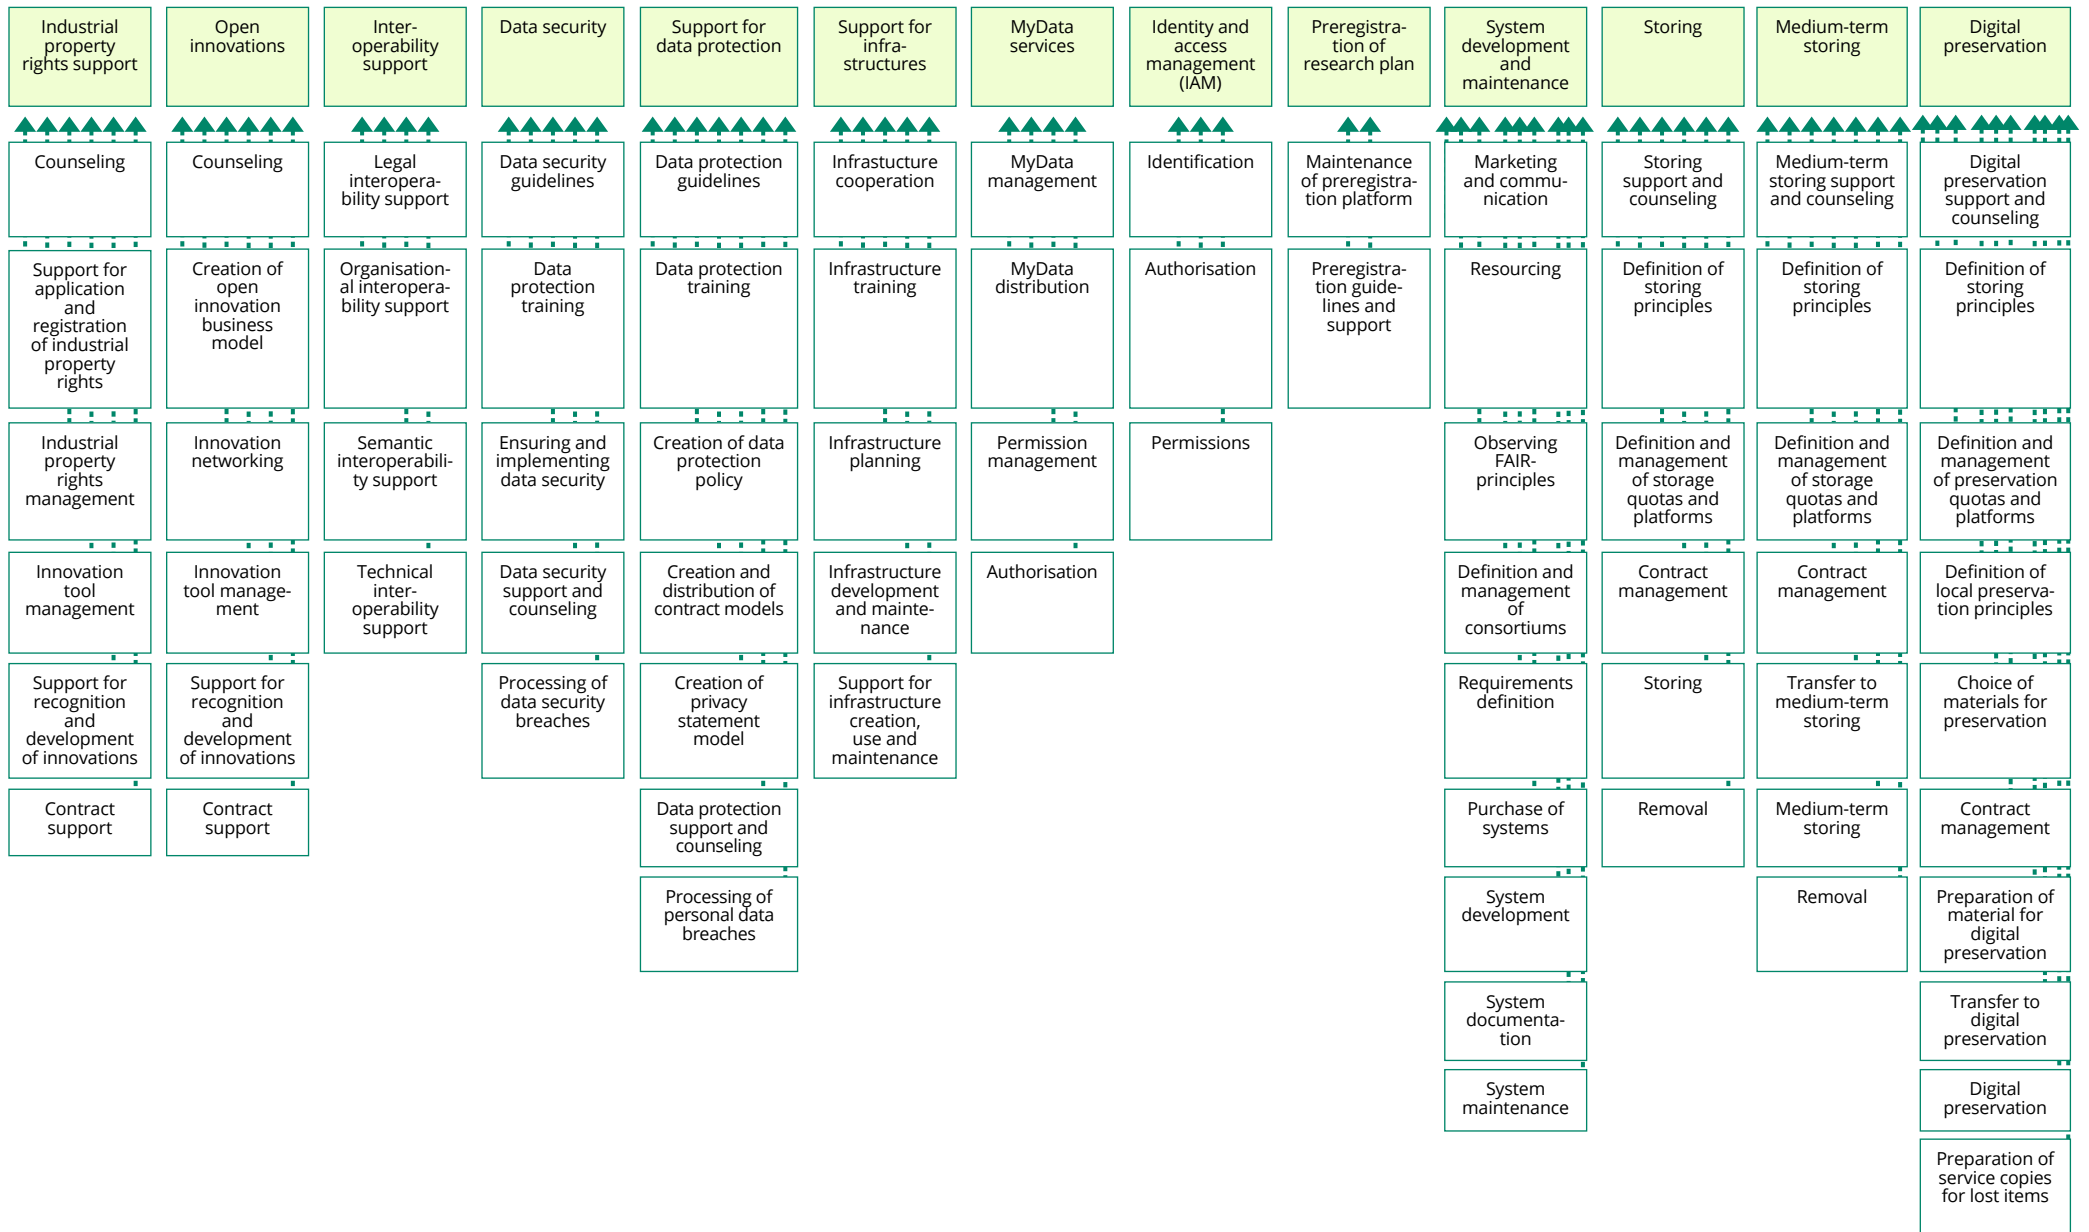 Industrial
property
rights support
Open
innovations
Inter-
operability
support
Data security
Support for
data protection
Support for
infra-
structures
MyData
services
Identity and
access
management
(IAM)
Preregistra-
tion of
research plan
System
development
and
maintenance
Storing
Medium-term
storing
Digital
preservation
Counseling
Counseling
Legal
interopera-
bility support
Data security
guidelines
Data protection
guidelines
Infrastucture
cooperation
MyData
management
Identification
Maintenance
of preregistra-
tion platform
Marketing
and commu-
nication
Storing
support and
counseling
Medium-term
storing support
and counseling
Digital
preservation
support and
counseling
Support for
application
and
registration
of industrial
property
rights
Creation of
open
innovation
business
model
Organisation-
al interopera-
bility support
Data
protection
training
Data protection
training
Infrastructure
training
MyData
distribution
Authorisation
Preregistra-
tion guide-
lines and
support
Resourcing
Definition of
storing
principles
Definition of
storing
principles
Definition of
storing
principles
Industrial
property
rights
management
Innovation
networking
Semantic
interoperabili-
ty support
Ensuring and
implementing
data security
Creation of data
protection
policy
Infrastructure
planning
Permission
management
Permissions
Observing
FAIR-
principles
Definition and
management
of storage
quotas and
platforms
Definition and
management
of storage
quotas and
platforms
Definition and
management
of preservation
quotas and
platforms
Innovation
tool
management
Innovation
tool manage-
ment
Technical
inter-
operability
support
Data security
support and
counseling
Creation and
distribution of
contract models
Infrastructure
development
and mainte-
nance
Authorisation
Definition and
management
of
consortiums
Contract
management
Contract
management
Definition of
local preserva-
tion principles
Support for
recognition
and
development
of innovations
Support for
recognition
and
development
of innovations
Processing of
data security
breaches
Creation of
privacy
statement
model
Support for
infrastructure
creation,
use and
maintenance
Requirements
definition
Storing
Transfer to
medium-term
storing
Choice of
materials for
preservation
Contract
support
Contract
support
Data protection
support and
counseling
Purchase of
systems
Removal
Medium-term
storing
Contract
management
Processing of
personal data
breaches
System
development
Removal
Preparation of
material for
digital
preservation
System
documenta-
tion
Transfer to
digital
preservation
System
maintenance
Digital
preservation
Preparation of
service copies
for lost items